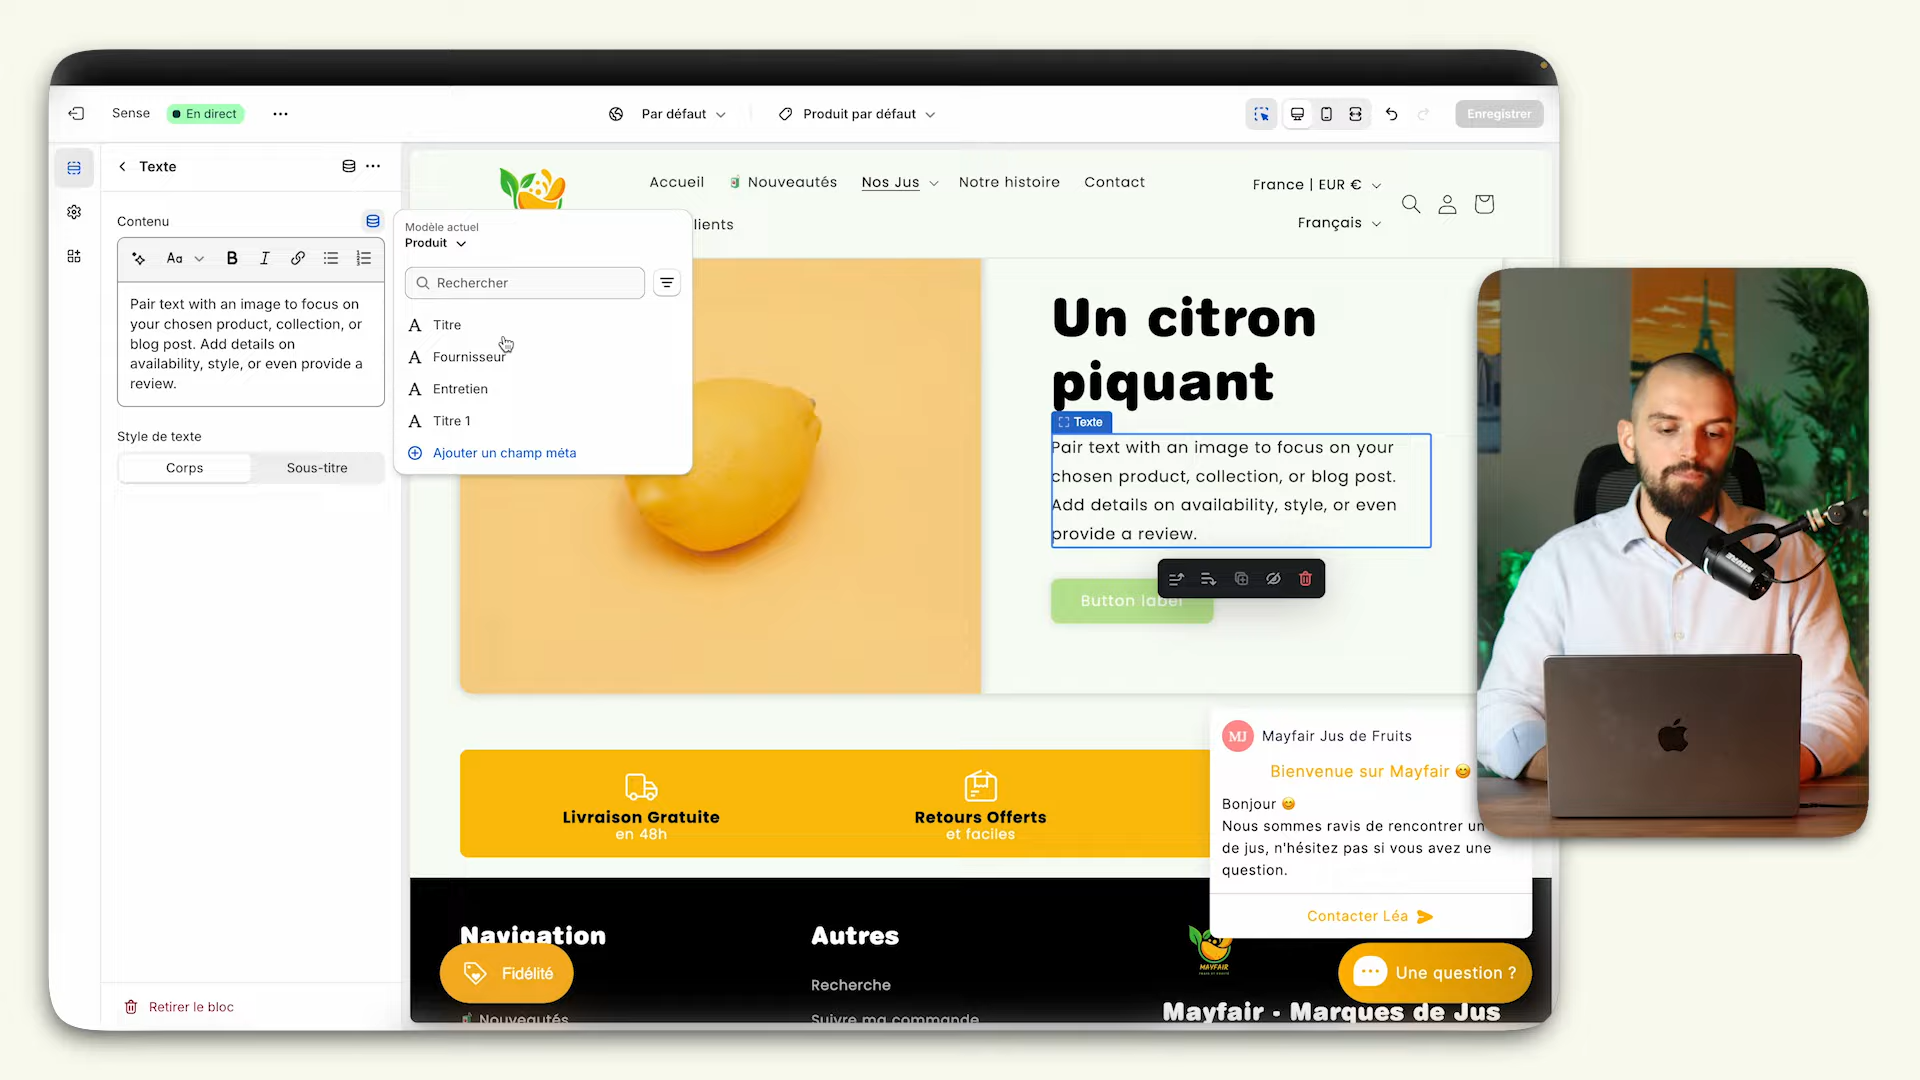 Sense
En direct
Par défaut
Produit par défaut
Enregistrer
Texte
Contenu
Aa
B
I
Pair text with an image to focus on
your chosen product, collection, or
blog post. Add details on
availability, style, or even provide a
review.
Style de texte
Corps
Sous-titre
Retirer le bloc
Modèle actuel
Produit
Rechercher
A Titre
A Fournisseur
A Entretien
A Titre 1
Ajouter un champ méta
Accueil
Nouveautés
Nos Jus
Notre histoire
Contact
lients
France | EUR €
Français
Un citron
piquant
Texte
Pair text with an image to focus on your
chosen product, collection, or blog post.
Add details on availability, style, or even
provide a review.
Button label
Livraison Gratuite
en 48h
Retours Offerts
et faciles
MJ
Mayfair Jus de Fruits
Bienvenue sur Mayfair
Bonjour
Nous sommes ravis de rencontrer un
de jus, n'hésitez pas si vous avez une
question.
Contacter Léa
Navigation
Fidélité
Nouveautés
Autres
Recherche
Suivre ma commande
MAYFAIR
Une question ?
Mayfair - Marques de Jus
SHURE